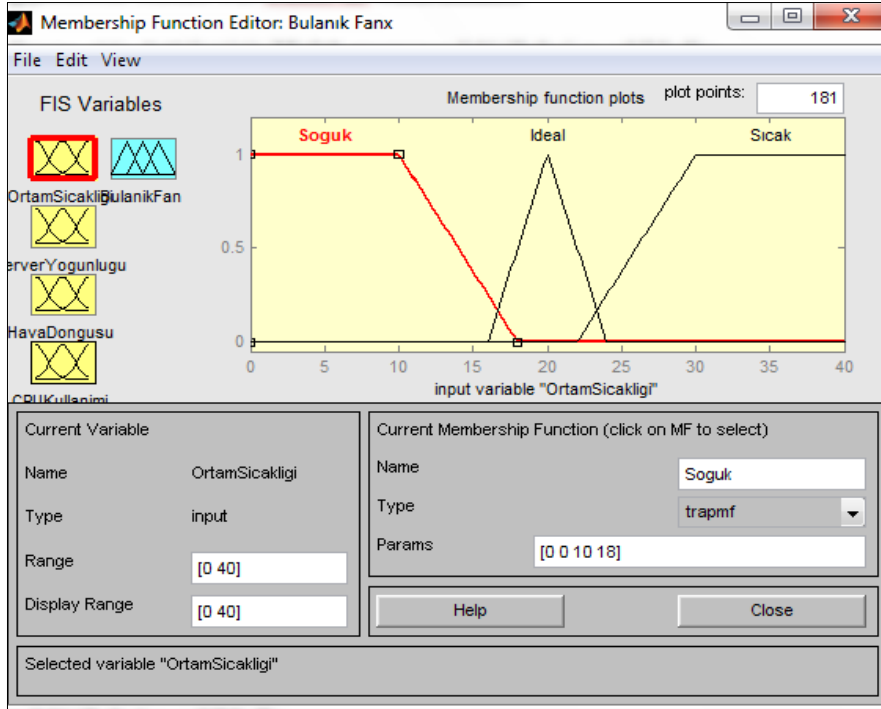 Membership Function Editor: Bulanık Fanx
File Edit View
FIS Variables
Membership function plots
plot points:
181
OrtamSicakligi
BulanikFan
erverYogunlugu
HavaDongusu
CPUKullanimi
Soguk
Ideal
Sıcak
1
0.5
0
0 5 10 15 20 25 30 35 40
input variable "OrtamSicakligi"
Current Variable
Name OrtamSicakligi
Type input
Range [0 40]
Display Range [0 40]
Current Membership Function (click on MF to select)
Name Soguk
Type trapmf
Params [0 0 10 18]
Help Close
Selected variable "OrtamSicakligi"